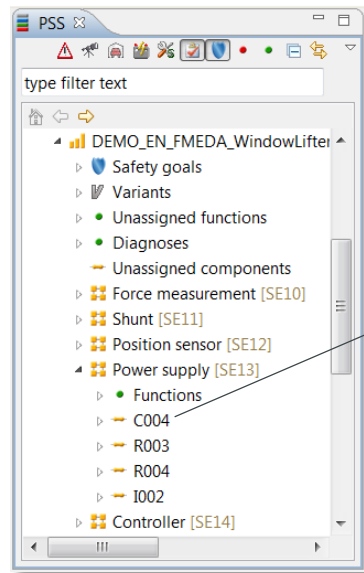 PSS
type filter text
DEMO_EN_FMEDA_WindowLifter
Safety goals
Variants
Unassigned functions
Diagnoses
Unassigned components
Force measurement [SE10]
Shunt [SE11]
Position sensor [SE12]
Power supply [SE13]
Functions
C004
R003
R004
I002
Controller [SE14]